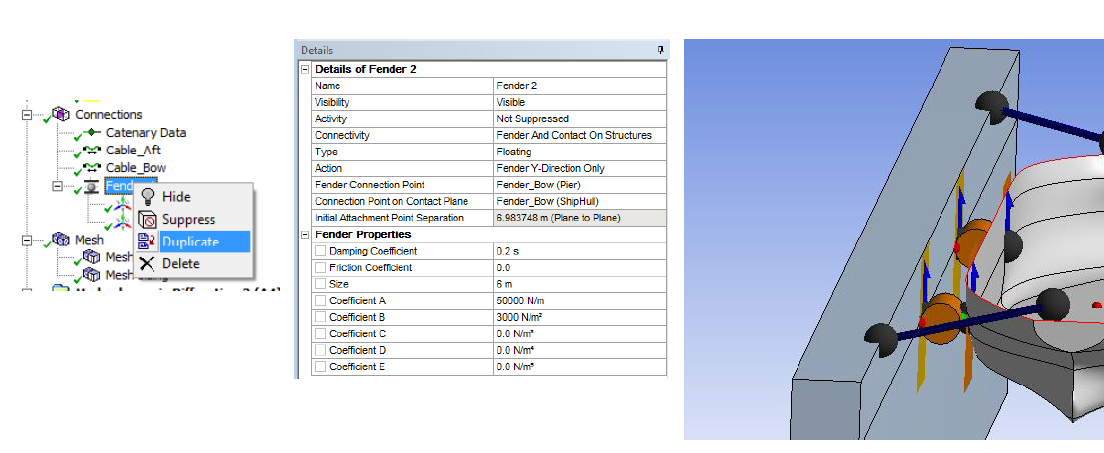 Connections
Catenary Data
Cable_Aft
Cable_Bow
Hide
Suppress
Duplicate
Delete
Mesh
Mesh
Mesh
Details
Details of Fender 2
Name Fender 2
Visibility Visible
Activity Not Suppressed
Connectivity Fender And Contact On Structures
Type Floating
Action Fender Y-Direction Only
Fender Connection Point Fender_Bow (Pier)
Connection Point on Contact Plane Fender_Bow (ShipHull)
Initial Attachment Point Separation 6.983748 m (Plane to Plane)
Fender Properties
Damping Coefficient 0.2 s
Friction Coefficient 0.0
Size 6 m
Coefficient A 50000 N/m
Coefficient B 3000 N/m²
Coefficient C 0.0 N/m³
Coefficient D 0.0 N/m⁴
Coefficient E 0.0 N/m⁵